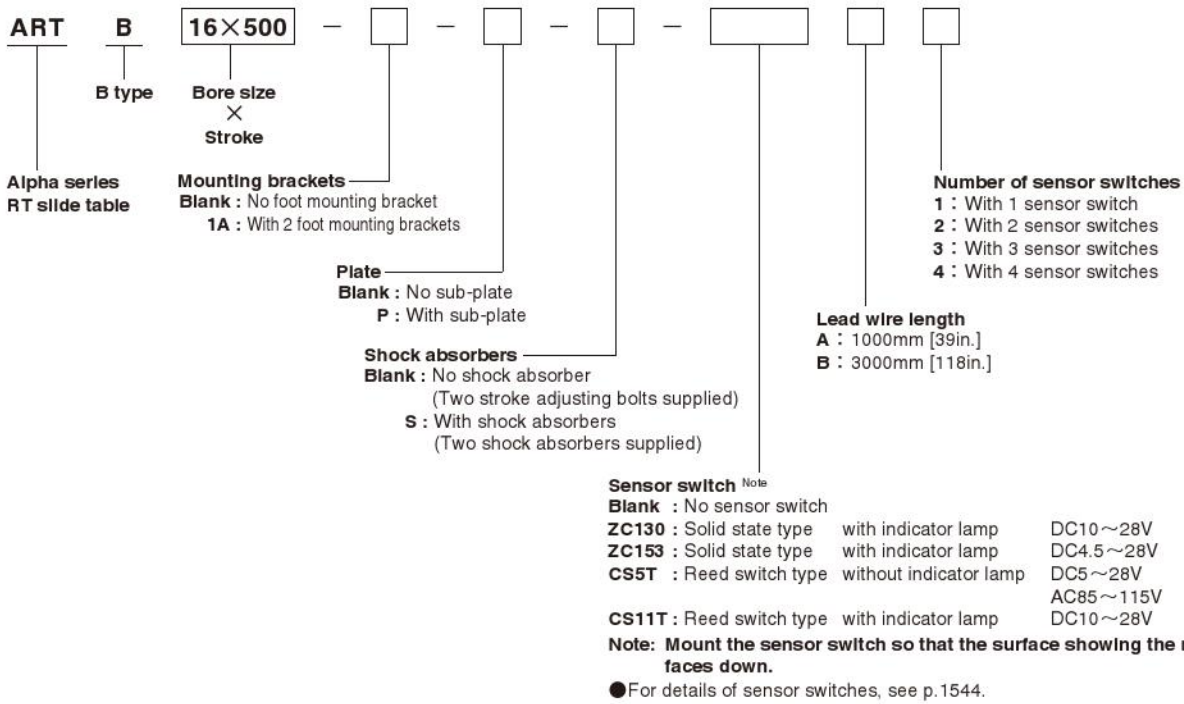 ART B 16×500 - - - -
B type Bore size
×
Stroke
Alpha series
RT slide table
Mounting brackets
Blank : No foot mounting bracket
1A : With 2 foot mounting brackets
Number of sensor switches
1 : With 1 sensor switch
2 : With 2 sensor switches
3 : With 3 sensor switches
4 : With 4 sensor switches
Plate
Blank : No sub-plate
P : With sub-plate
Lead wire length
A : 1000mm [39in.]
B : 3000mm [118in.]
Shock absorbers
Blank : No shock absorber
(Two stroke adjusting bolts supplied)
S : With shock absorbers
(Two shock absorbers supplied)
Sensor switch Note
Blank : No sensor switch
ZC130 : Solid state type with indicator lamp DC10～28V
ZC153 : Solid state type with indicator lamp DC4.5～28V
CS5T : Reed switch type without indicator lamp DC5～28V
AC85～115V
CS11T : Reed switch type with indicator lamp DC10～28V
Note: Mount the sensor switch so that the surface showing the
faces down.
●For details of sensor switches, see p.1544.